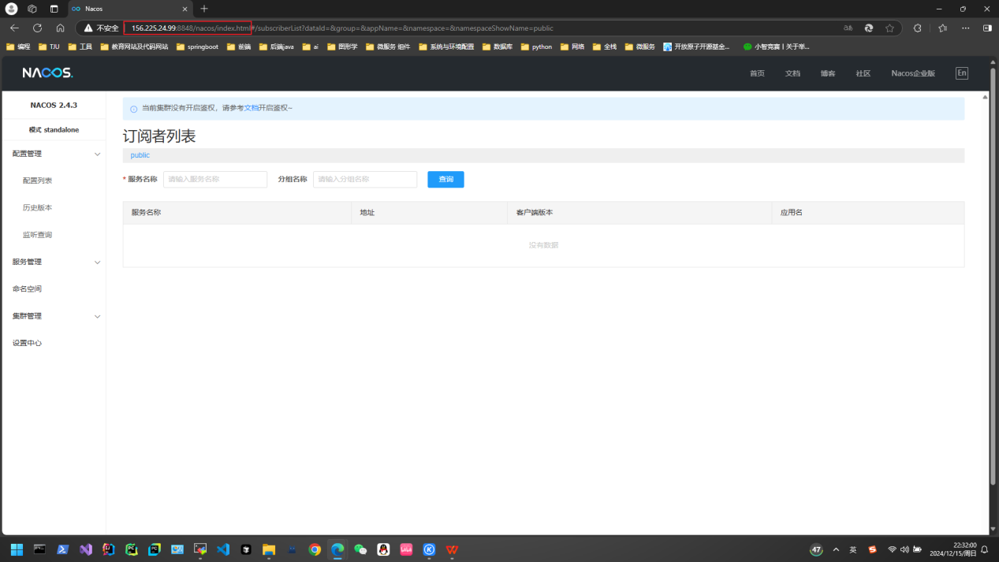 Nacos
不安全 156.225.24.99:8848/nacos/index.html#/subscriberList?dataId=&group=&appName=&namespace=&namespaceShowName=public
编程 TJU 工具 教育网站及代码网站 springboot 前端 后端java ai 图形学 微服务 组件 系统与环境配置 数据库 python 网络 全栈 微服务 开放原子开源基金... 小智竞赛丨关于举...
NACOS. 首页 文档 博客 社区 Nacos企业版 En
NACOS 2.4.3
模式 standalone
配置管理
配置列表
历史版本
监听查询
服务管理
命名空间
集群管理
设置中心
当前集群没有开启鉴权，请参考文档开启鉴权~
订阅者列表
public
* 服务名称 请输入服务名称 分组名称 请输入分组名称 查询
服务名称 地址 客户端版本 应用名
没有数据
47 英 22:32:00
2024/12/15/周日